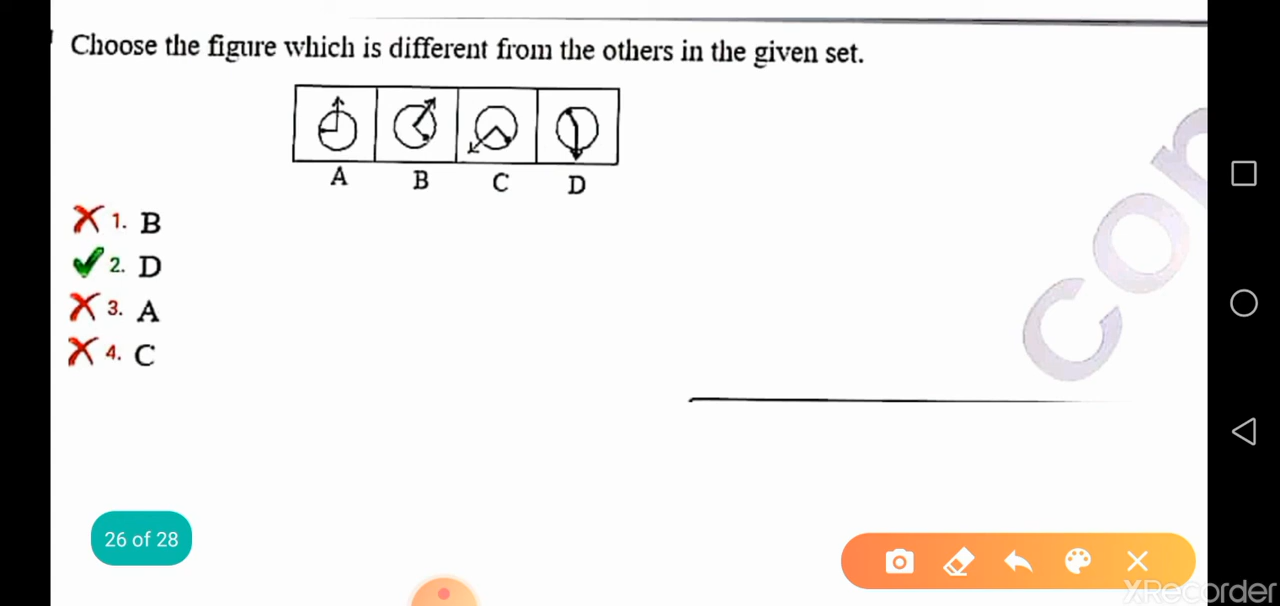 Choose the figure which is different from the others in the given set.
A B C D
1. B
2. D
3. A
4. C
con
26 of 28
XRecorder